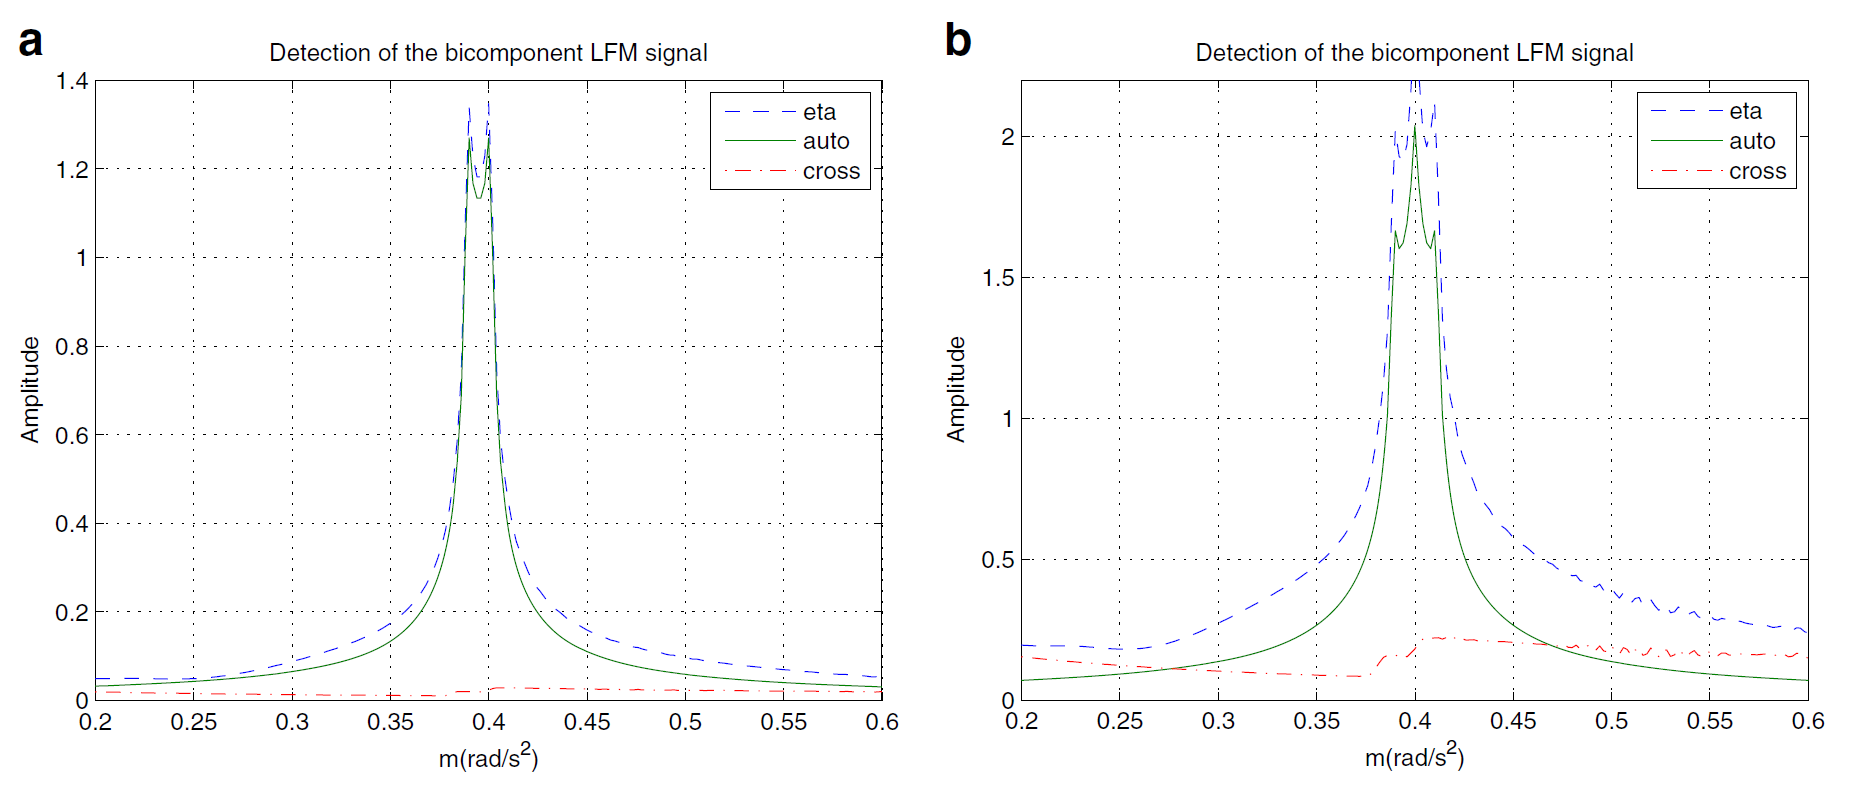 a
Detection of the bicomponent LFM signal
eta
auto
cross
1.4
1.2
1
0.8
0.6
0.4
0.2
0
Amplitude
0.2 0.25 0.3 0.35 0.4 0.45 0.5 0.55 0.6
m(rad/s²)
b
Detection of the bicomponent LFM signal
eta
auto
cross
2
1.5
1
0.5
0
Amplitude
0.2 0.25 0.3 0.35 0.4 0.45 0.5 0.55 0.6
m(rad/s²)